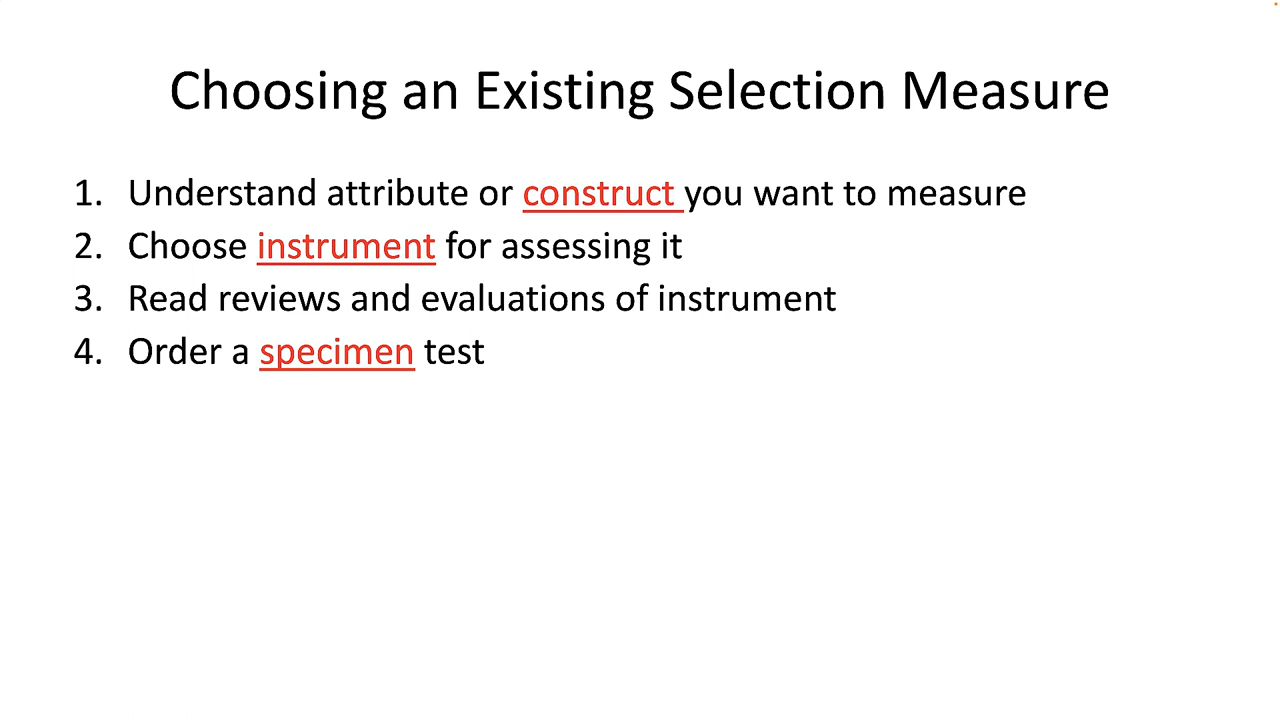 Choosing an Existing Selection Measure
1. Understand attribute or construct you want to measure
2. Choose instrument for assessing it
3. Read reviews and evaluations of instrument
4. Order a specimen test